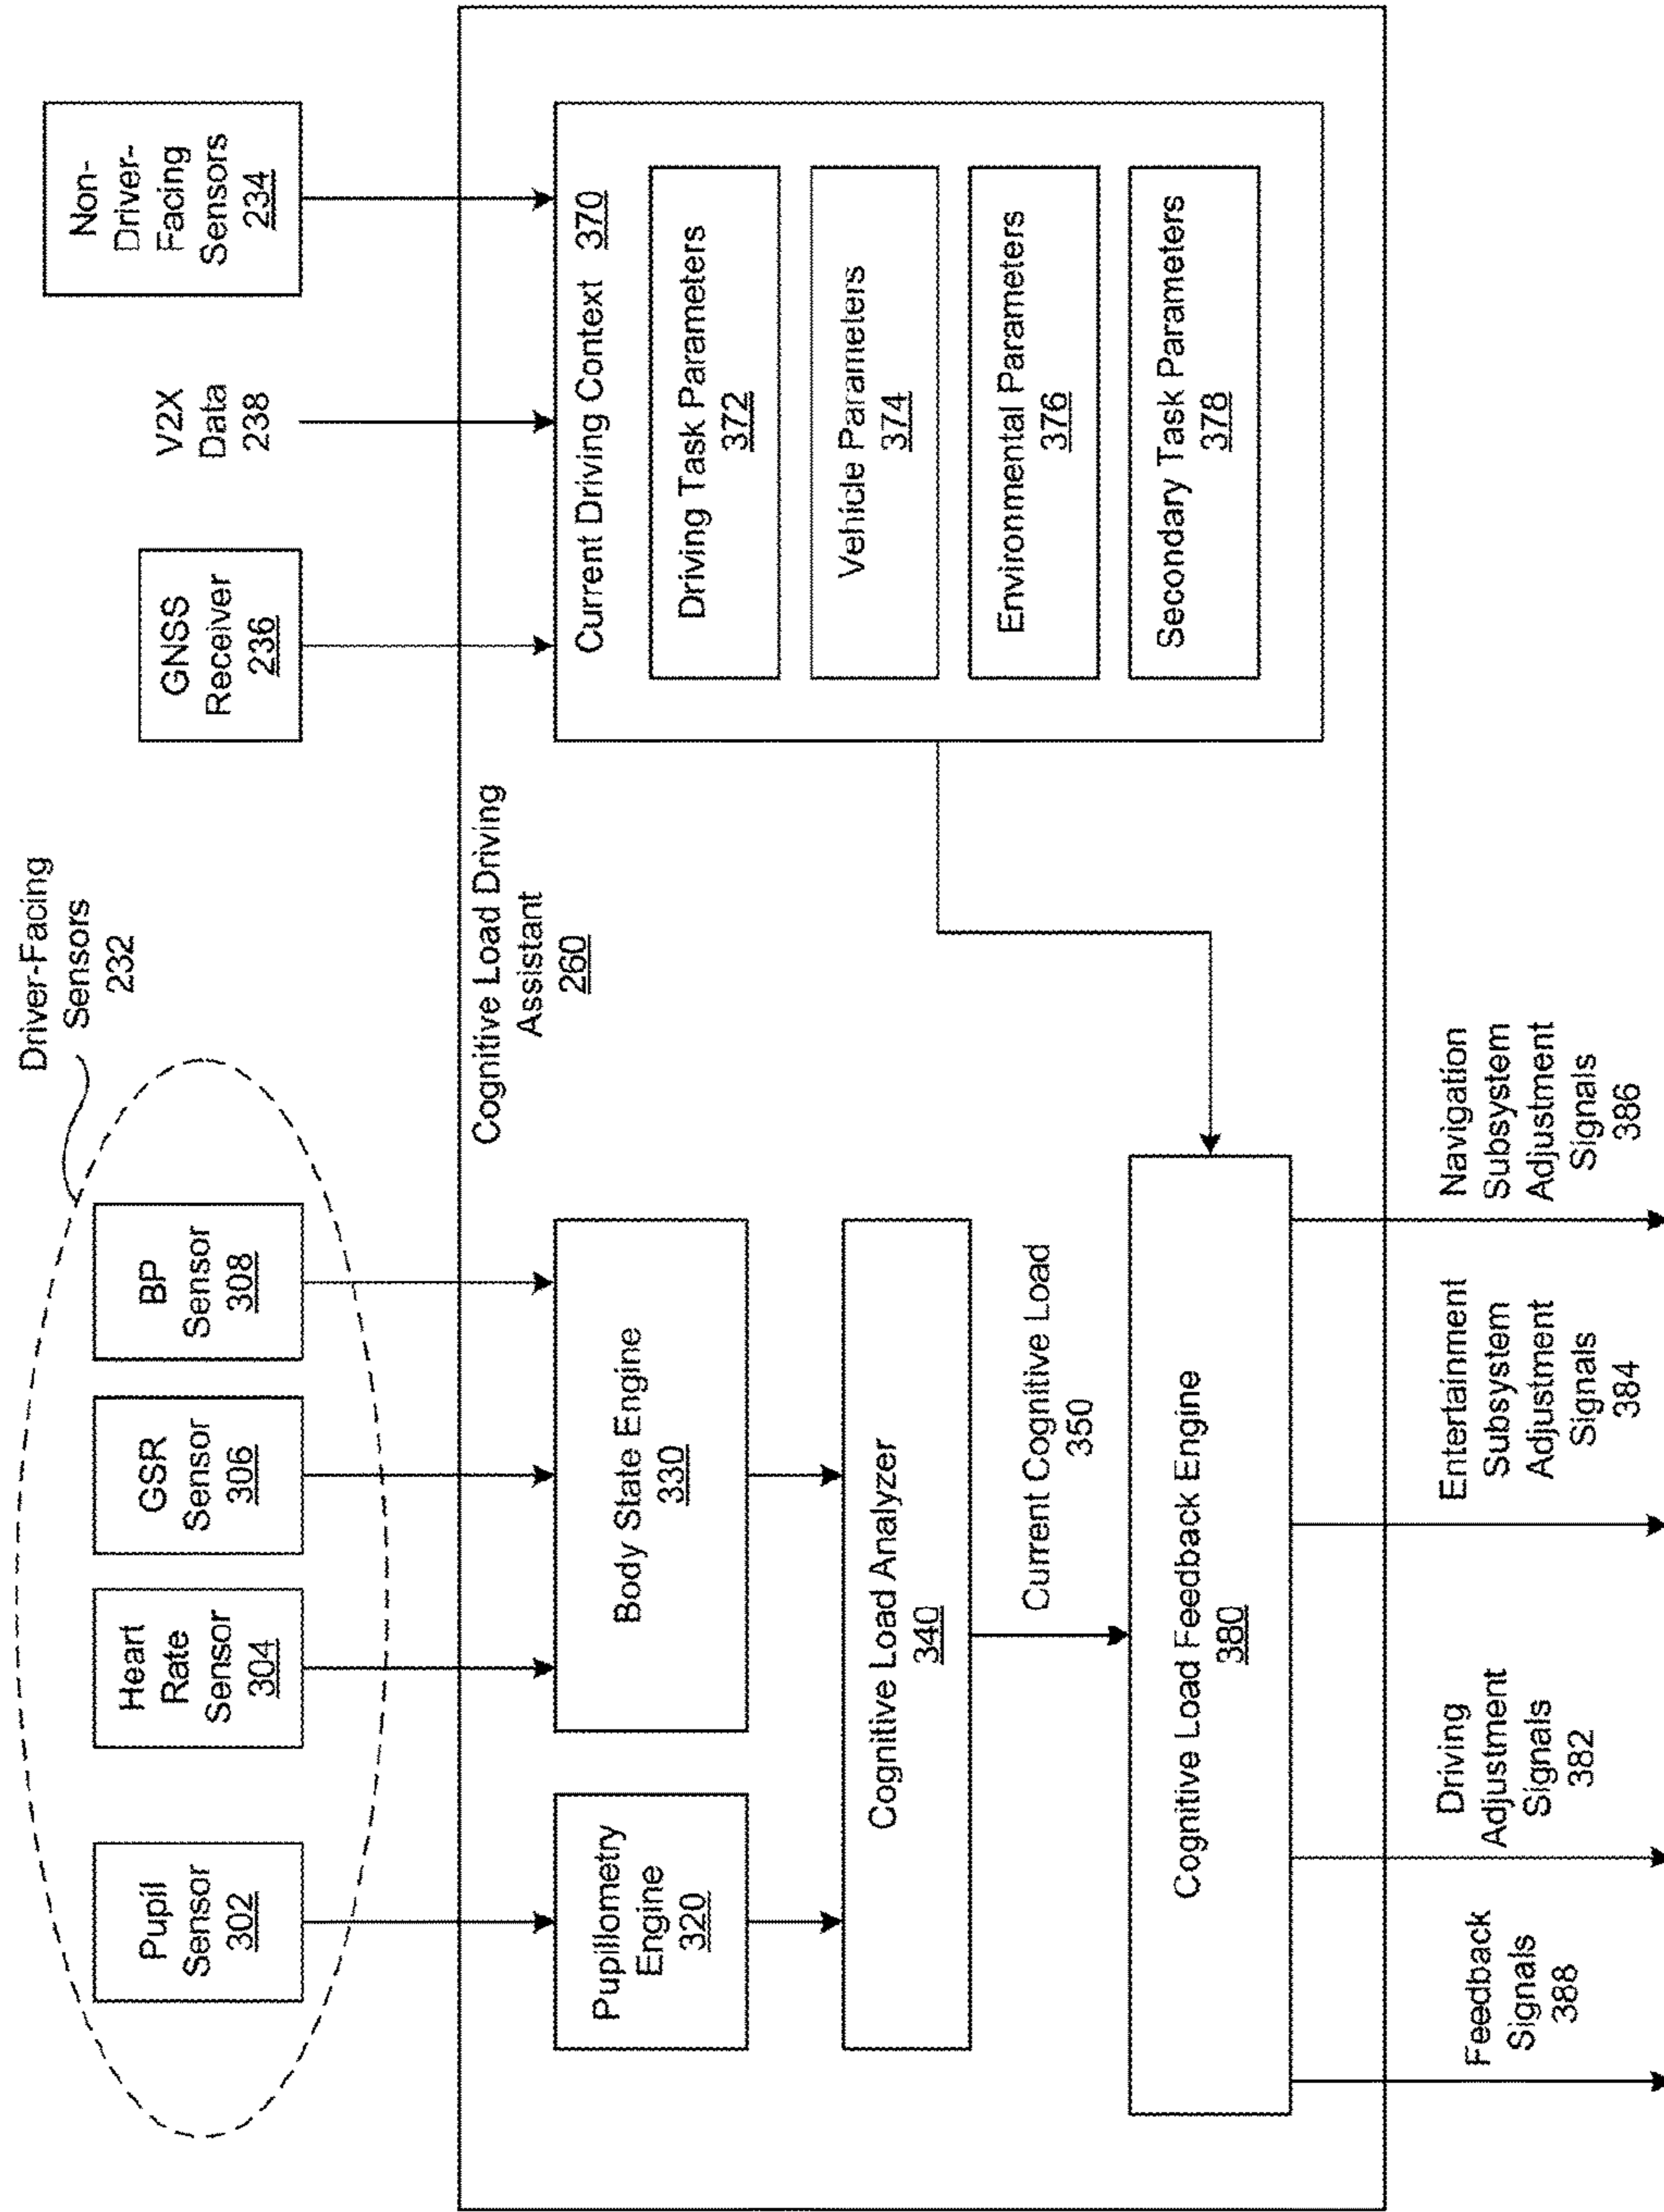 Driver-Facing
Sensors
232
Pupil
Sensor
302
Heart
Rate
Sensor
304
GSR
Sensor
306
BP
Sensor
308
GNSS
Receiver
236
V2X
Data
238
Non-
Driver-
Facing
Sensors
234
Cognitive Load Driving
Assistant
260
Pupillometry
Engine
320
Body State Engine
330
Cognitive Load Analyzer
340
Current Cognitive Load
350
Current Driving Context 370
Driving Task Parameters
372
Vehicle Parameters
374
Environmental Parameters
376
Secondary Task Parameters
378
Cognitive Load Feedback Engine
380
Feedback
Signals
388
Driving
Adjustment
Signals
382
Entertainment
Subsystem
Adjustment
Signals
384
Navigation
Subsystem
Adjustment
Signals
386